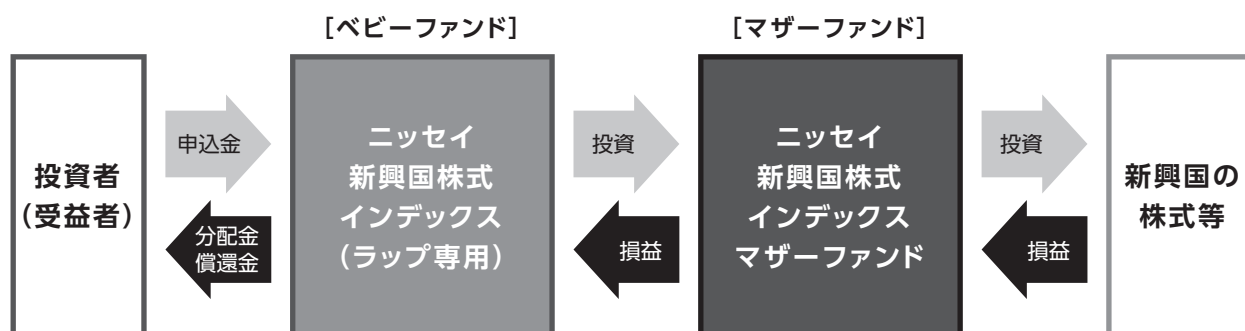 [ベビーファンド]
[マザーファンド]
投資者
(受益者)
申込金
分配金
償還金
ニッセイ
新興国株式
インデックス
(ラップ専用)
投資
損益
ニッセイ
新興国株式
インデックス
マザーファンド
投資
損益
新興国の
株式等